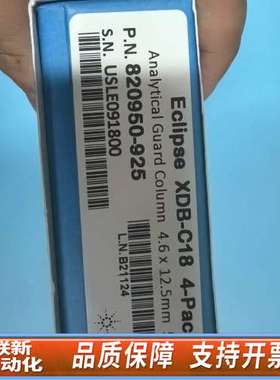 Eclipse XDB-C18 4-Pac
Analytical Guard Column 4.6 x 12.5mm
P.N. 820950-925
S.N. USLE091800
L.N.B21124
联新
自动化
品质保障 支持开票